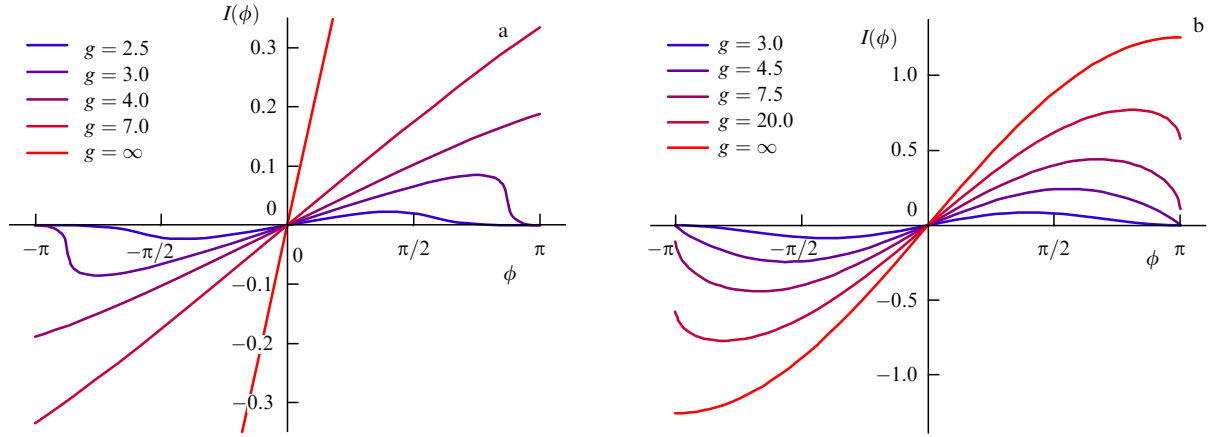 I(ϕ)
a
g = 2.5
g = 3.0
g = 4.0
g = 7.0
g = ∞
0.3
0.2
0.1
0
−π
−π/2
0
π/2
π
ϕ
−0.1
−0.2
−0.3
I(ϕ)
b
g = 3.0
g = 4.5
g = 7.5
g = 20.0
g = ∞
1.0
0.5
0
−π
−π/2
π/2
π
ϕ
−0.5
−1.0